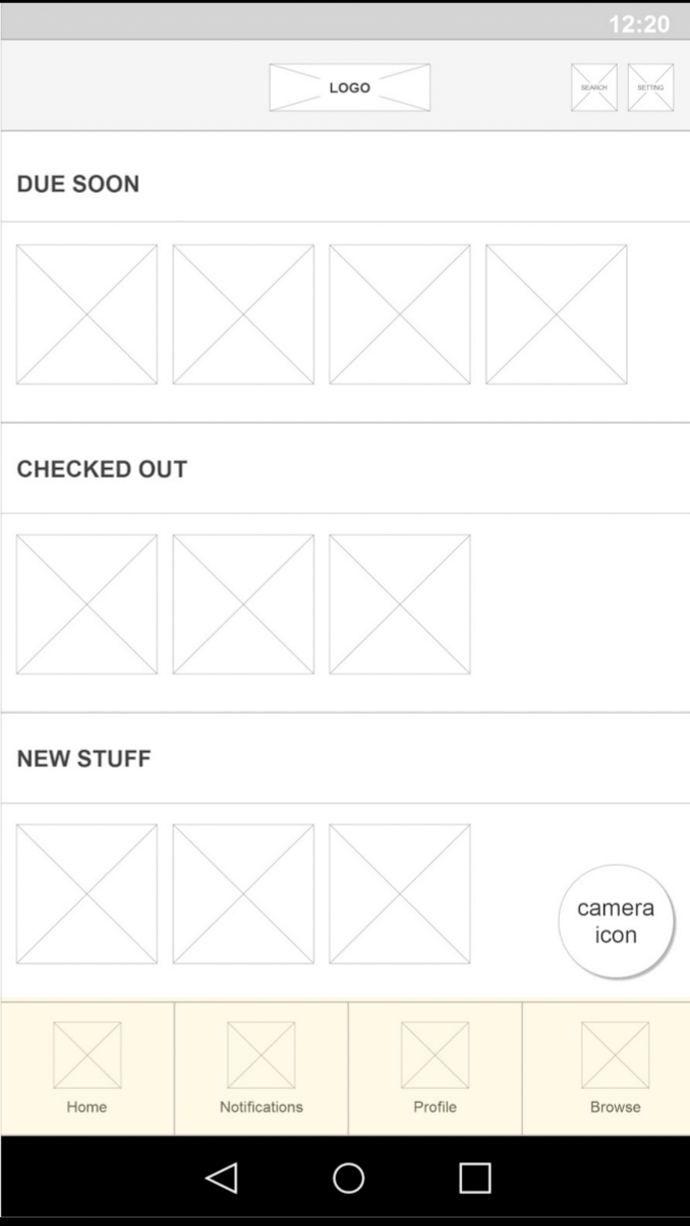 12:20
LOGO
SEARCH
SETTING
DUE SOON
CHECKED OUT
NEW STUFF
camera
icon
Home
Notifications
Profile
Browse